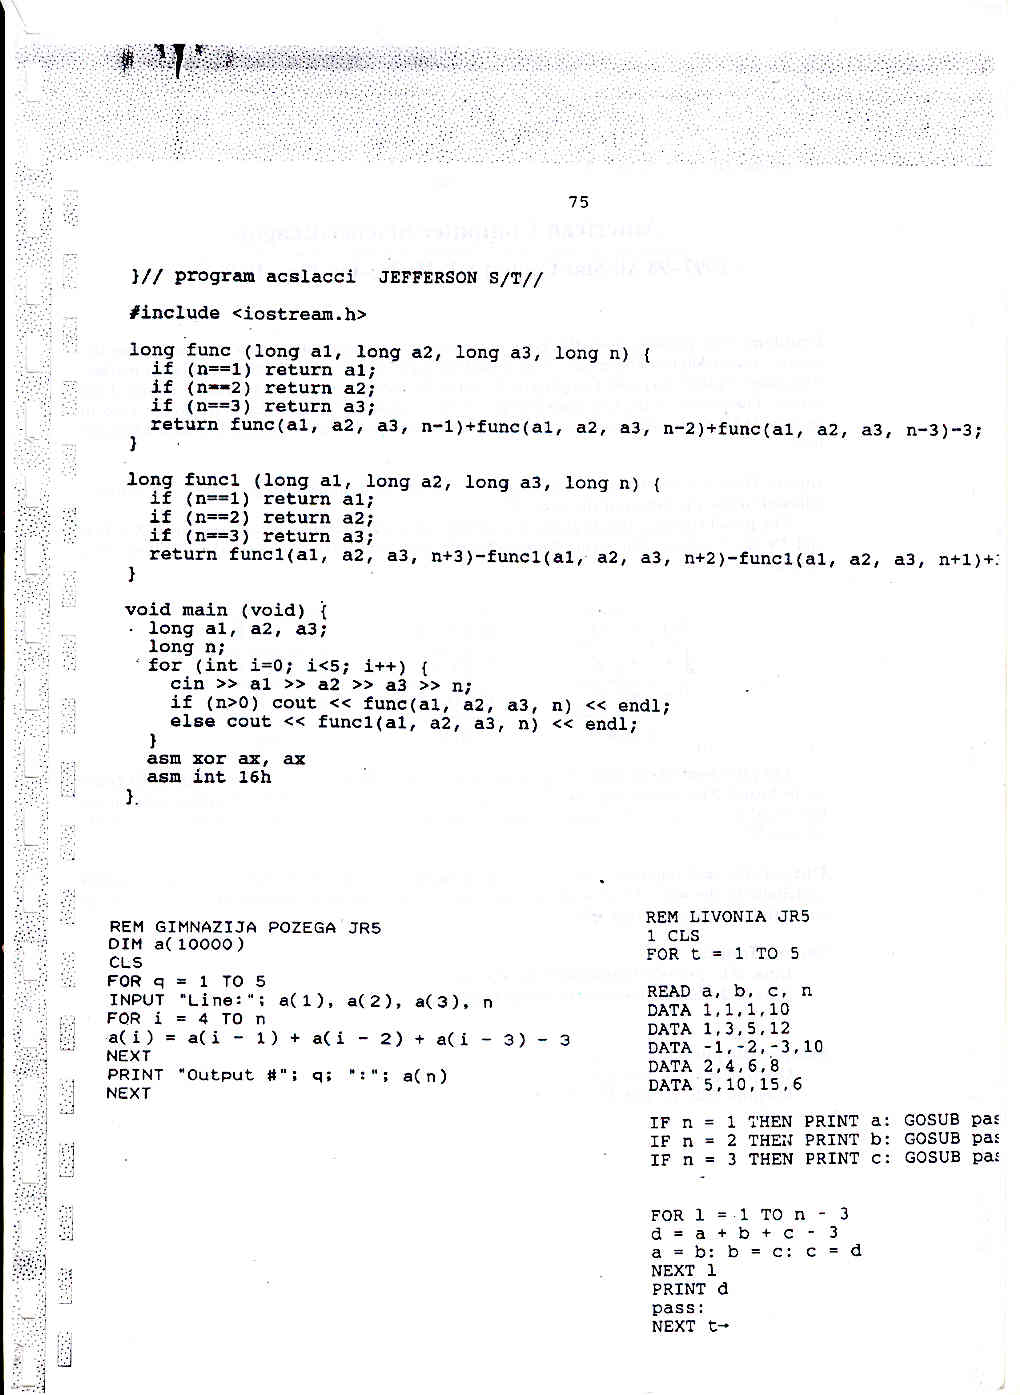 75
}// program acslacci  JEFFERSON S/T//
#include <iostream.h>
long func (long a1, long a2, long a3, long n) {
  if (n==1) return a1;
  if (n==2) return a2;
  if (n==3) return a3;
  return func(a1, a2, a3, n-1)+func(a1, a2, a3, n-2)+func(a1, a2, a3, n-3)-3;
}
long func1 (long a1, long a2, long a3, long n) {
  if (n==1) return a1;
  if (n==2) return a2;
  if (n==3) return a3;
  return func1(a1, a2, a3, n+3)-func1(a1, a2, a3, n+2)-func1(a1, a2, a3, n+1)+
}
void main (void) {
  long a1, a2, a3;
  long n;
  for (int i=0; i<5; i++) {
    cin >> a1 >> a2 >> a3 >> n;
    if (n>0) cout << func(a1, a2, a3, n) << endl;
    else cout << func1(a1, a2, a3, n) << endl;
  }
  asm xor ax, ax
  asm int 16h
}
REM GIMNAZIJA POZEGA JR5
DIM a(10000)
CLS
FOR q = 1 TO 5
INPUT "Line:"; a(1), a(2), a(3), n
FOR i = 4 TO n
a(i) = a(i - 1) + a(i - 2) + a(i - 3) - 3
NEXT
PRINT "Output #"; q; ":"; a(n)
NEXT
REM LIVONIA JR5
1 CLS
FOR t = 1 TO 5
READ a, b, c, n
DATA 1,1,1,10
DATA 1,3,5,12
DATA -1,-2,-3,10
DATA 2,4,6,8
DATA 5,10,15,6
IF n = 1 THEN PRINT a: GOSUB pas
IF n = 2 THEN PRINT b: GOSUB pas
IF n = 3 THEN PRINT c: GOSUB pas
FOR l = 1 TO n - 3
d = a + b + c - 3
a = b: b = c: c = d
NEXT l
PRINT d
pass:
NEXT t→